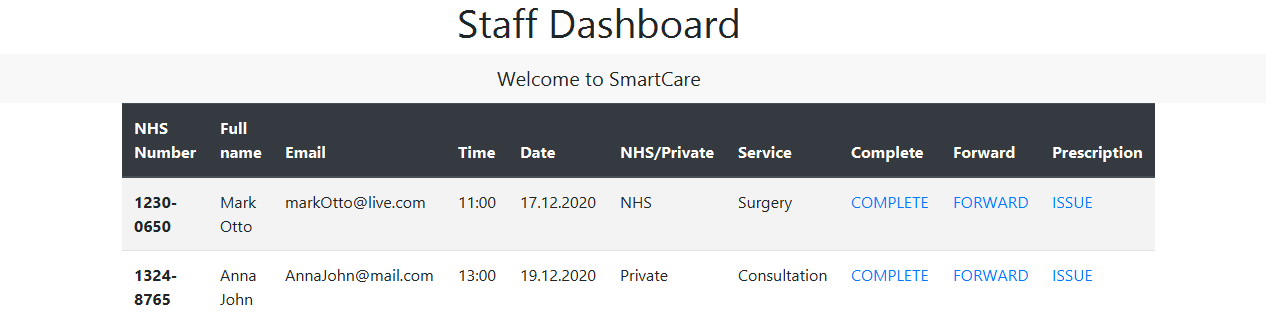 Staff Dashboard
Welcome to SmartCare
NHS Number Full name Email Time Date NHS/Private Service Complete Forward Prescription
1230-0650 Mark Otto markOtto@live.com 11:00 17.12.2020 NHS Surgery COMPLETE FORWARD ISSUE
1324-8765 Anna John AnnaJohn@mail.com 13:00 19.12.2020 Private Consultation COMPLETE FORWARD ISSUE